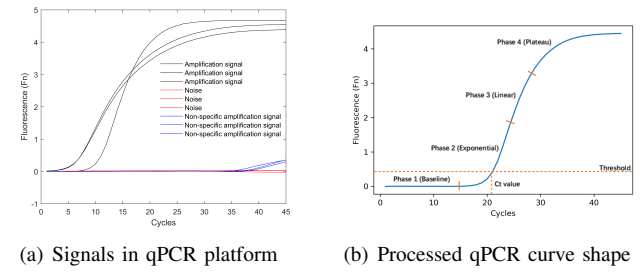 5
4
3
2
1
0
-1
Fluorescence (Fn)
0
5
10
15
20
25
30
35
40
45
Cycles
Amplification signal
Amplification signal
Amplification signal
Noise
Noise
Noise
Non-specific amplification signal
Non-specific amplification signal
Non-specific amplification signal
(a) Signals in qPCR platform
4
3
2
1
0
Fluorescence (Fn)
Phase 4 (Plateau)
Phase 3 (Linear)
Phase 2 (Exponential)
Threshold
Phase 1 (Baseline)
Ct value
0
10
20
30
40
Cycles
(b) Processed qPCR curve shape